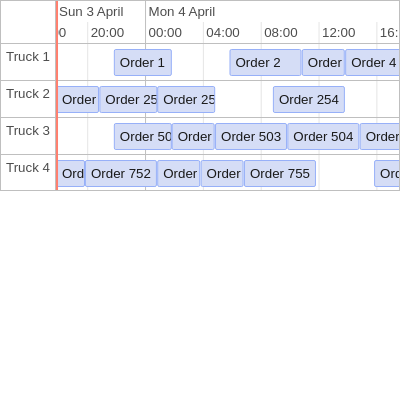 Sun 3 April Mon 4 April
0 20:00 00:00 04:00 08:00 12:00 16:
Truck 1 Order 1 Order 2 Order Order 4
Truck 2 Order Order 25 Order 25 Order 254
Truck 3 Order 50 Order Order 503 Order 504 Order
Truck 4 Ord Order 752 Order Order Order 755 Ord